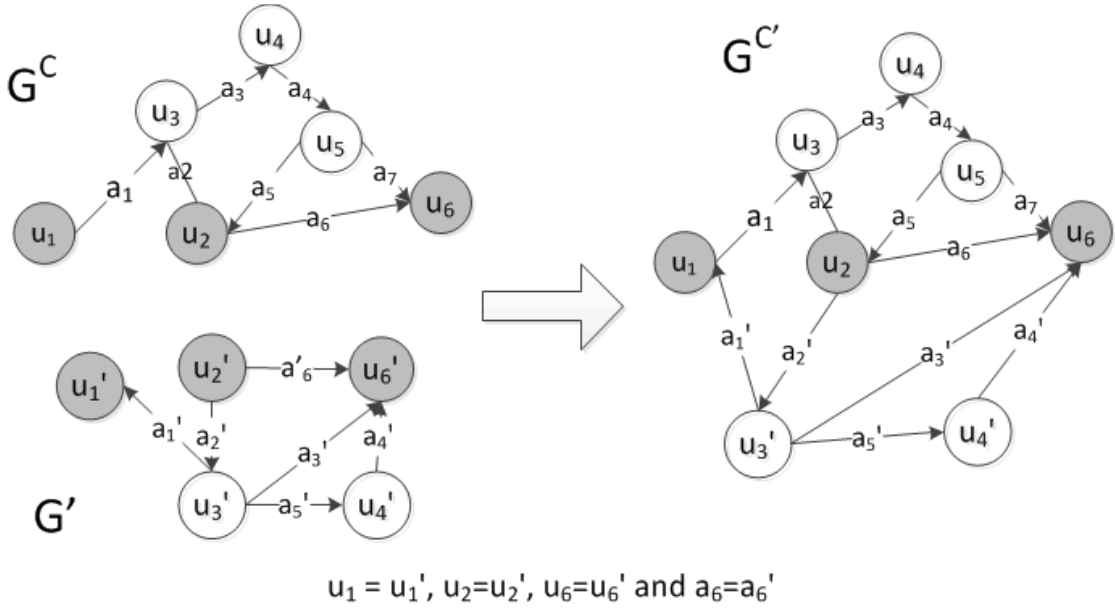 G^C
u₄
a₃
a₄
u₃
u₅
a₁
a2
a₅
a₇
u₁
u₂
a₆
u₆
G'
u₁'
u₂'
a'₆
u₆'
a₁'
a₂'
a₃'
a₄'
u₃'
a₅'
u₄'
G^C'
u₄
a₃
a₄
u₃
u₅
a₁
a2
a₅
a₇
u₁
u₂
a₆
u₆
a₁'
a₂'
a₃'
a₄'
u₃'
a₅'
u₄'
u₁ = u₁', u₂=u₂', u₆=u₆' and a₆=a₆'